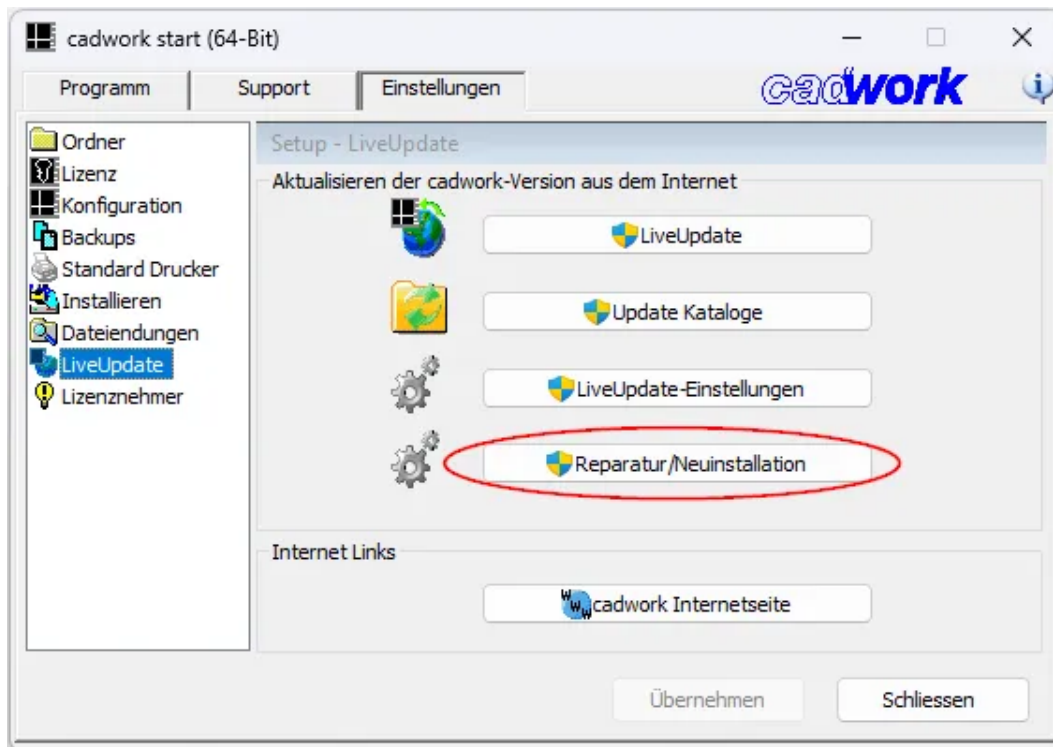 cadwork start (64-Bit)
Programm
Support
Einstellungen
cadwork
Ordner
Lizenz
Konfiguration
Backups
Standard Drucker
Installieren
Dateiendungen
LiveUpdate
Lizenznehmer
Setup - LiveUpdate
Aktualisieren der cadwork-Version aus dem Internet
LiveUpdate
Update Kataloge
LiveUpdate-Einstellungen
Reparatur/Neuinstallation
Internet Links
www
cadwork Internetseite
Übernehmen
Schliessen